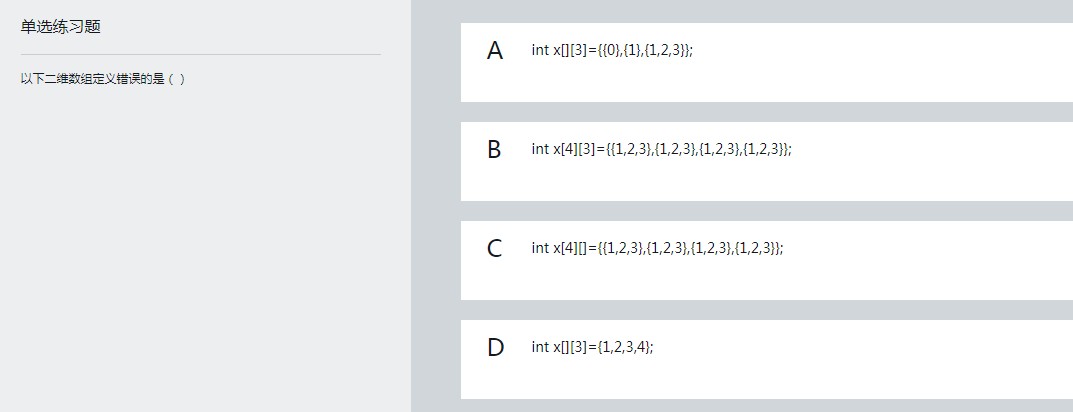 单选练习题
以下二维数组定义错误的是（ ）
A int x[][3]={{0},{1},{1,2,3}};
B int x[4][3]={{1,2,3},{1,2,3},{1,2,3},{1,2,3}};
C int x[4][]={{1,2,3},{1,2,3},{1,2,3},{1,2,3}};
D int x[][3]={1,2,3,4};